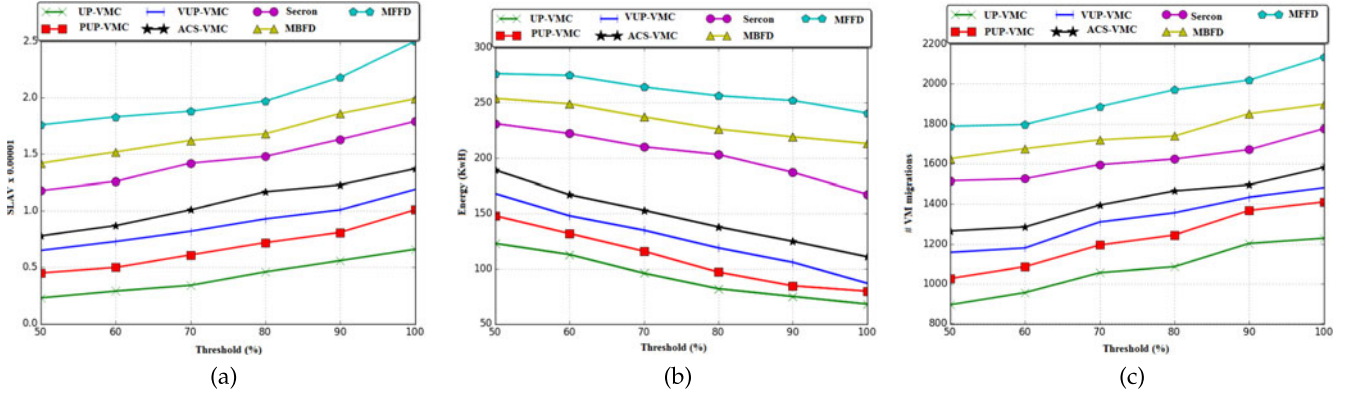 UP-VMC VUP-VMC Sercon MFFD
PUP-VMC ACS-VMC MBFD
2.5
2.0
1.5
1.0
0.5
0.0
SLAV x 0.00001
50 60 70 80 90 100
Threshold (%)
(a)
UP-VMC VUP-VMC Sercon MFFD
PUP-VMC ACS-VMC MBFD
300
250
200
150
100
50
Energy (KwH)
50 60 70 80 90 100
Threshold (%)
(b)
UP-VMC VUP-VMC Sercon MFFD
PUP-VMC ACS-VMC MBFD
2200
2000
1800
1600
1400
1200
1000
800
# VM migrations
50 60 70 80 90 100
Threshold (%)
(c)